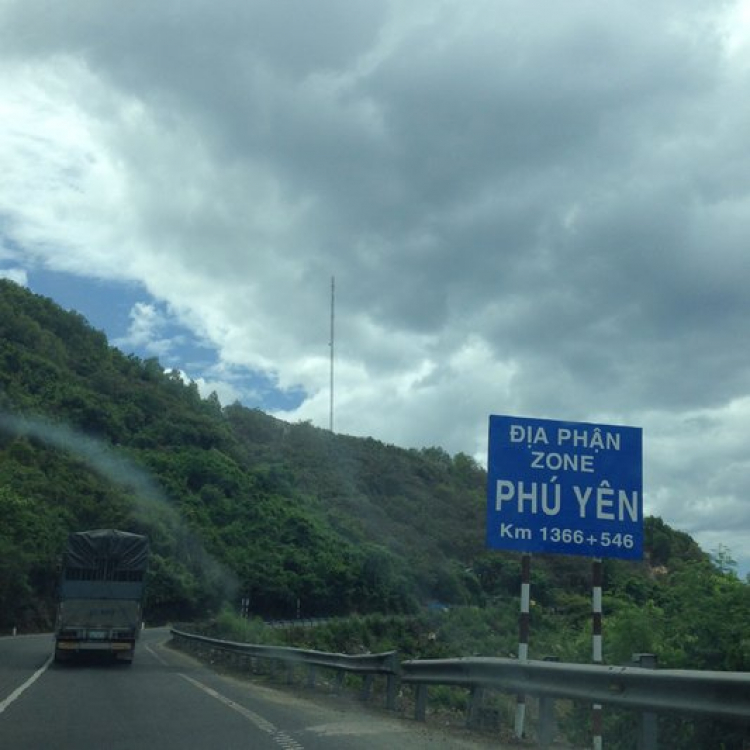 ĐỊA PHẬN
ZONE
PHÚ YÊN
Km 1366+546